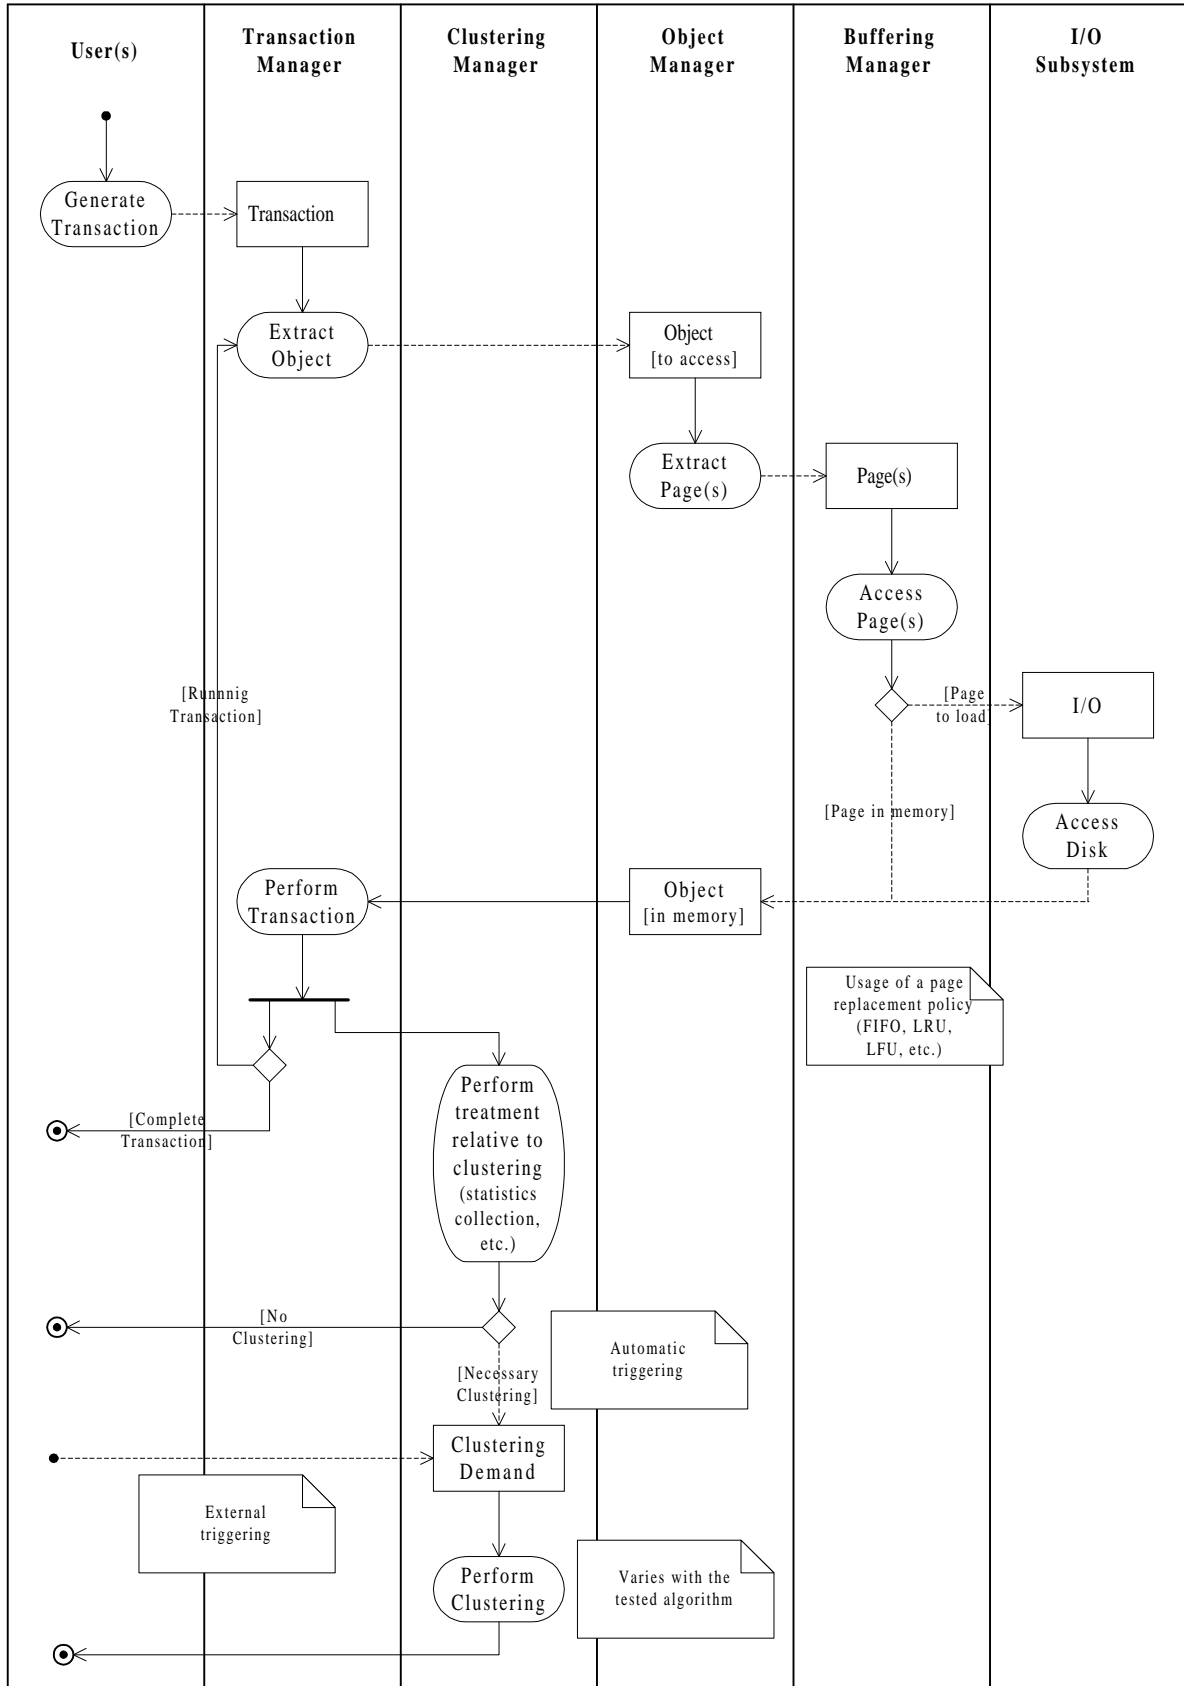 User(s)
Transaction
Manager
Clustering
Manager
Object
Manager
Buffering
Manager
I/O
Subsystem
Generate
Transaction
Transaction
Extract
Object
Object
[to access]
Extract
Page(s)
Page(s)
Access
Page(s)
[Runnnig
Transaction]
[Page
to load]
I/O
[Page in memory]
Access
Disk
Perform
Transaction
Object
[in memory]
Usage of a page
replacement policy
(FIFO, LRU,
LFU, etc.)
Perform
treatment
relative to
clustering
(statistics
collection,
etc.)
[Complete
Transaction]
[No
Clustering]
Automatic
triggering
[Necessary
Clustering]
Clustering
Demand
External
triggering
Perform
Clustering
Varies with the
tested algorithm